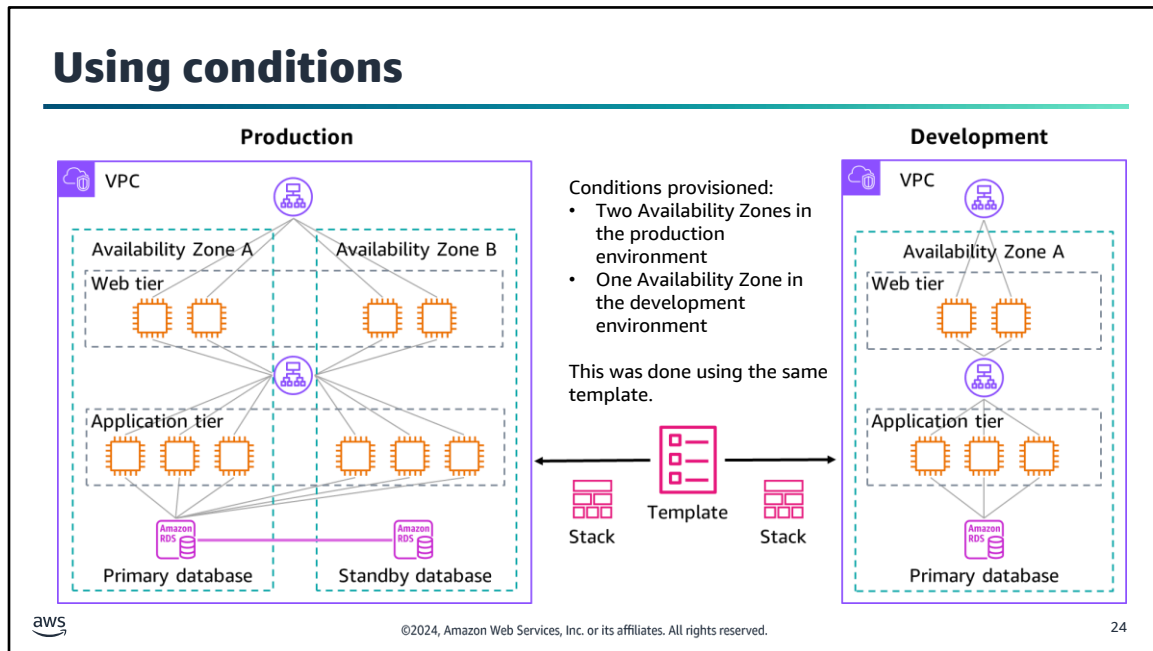 Using conditions
Production
VPC
Availability Zone A
Availability Zone B
Web tier
Application tier
Amazon
RDS
Amazon
RDS
Primary database
Standby database
Conditions provisioned:
• Two Availability Zones in
the production
environment
• One Availability Zone in
the development
environment
This was done using the same
template.
Stack
Template
Stack
Development
VPC
Availability Zone A
Web tier
Application tier
Amazon
RDS
Primary database
aws
©2024, Amazon Web Services, Inc. or its affiliates. All rights reserved.
24